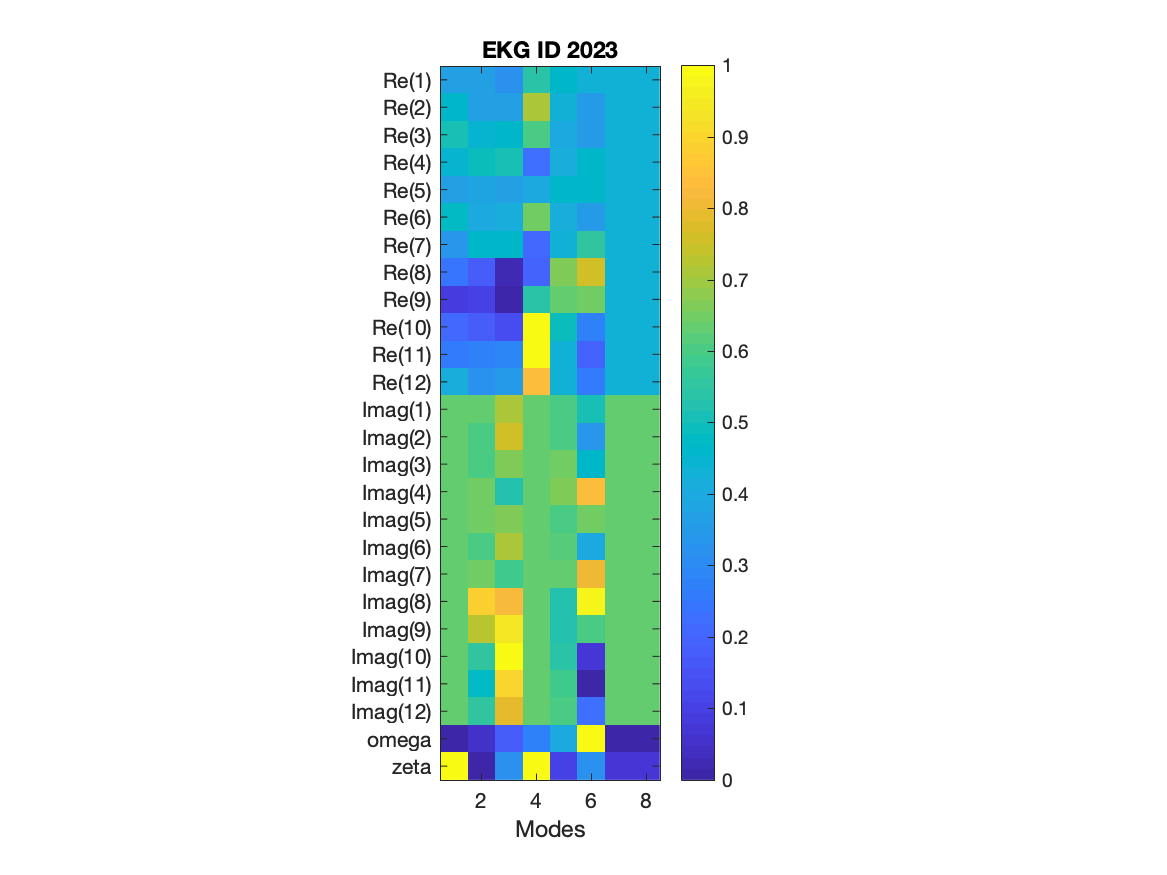 EKG ID 2023
Re(1)
Re(2)
Re(3)
Re(4)
Re(5)
Re(6)
Re(7)
Re(8)
Re(9)
Re(10)
Re(11)
Re(12)
Imag(1)
Imag(2)
Imag(3)
Imag(4)
Imag(5)
Imag(6)
Imag(7)
Imag(8)
Imag(9)
Imag(10)
Imag(11)
Imag(12)
omega
zeta
2 4 6 8
Modes
1
0.9
0.8
0.7
0.6
0.5
0.4
0.3
0.2
0.1
0